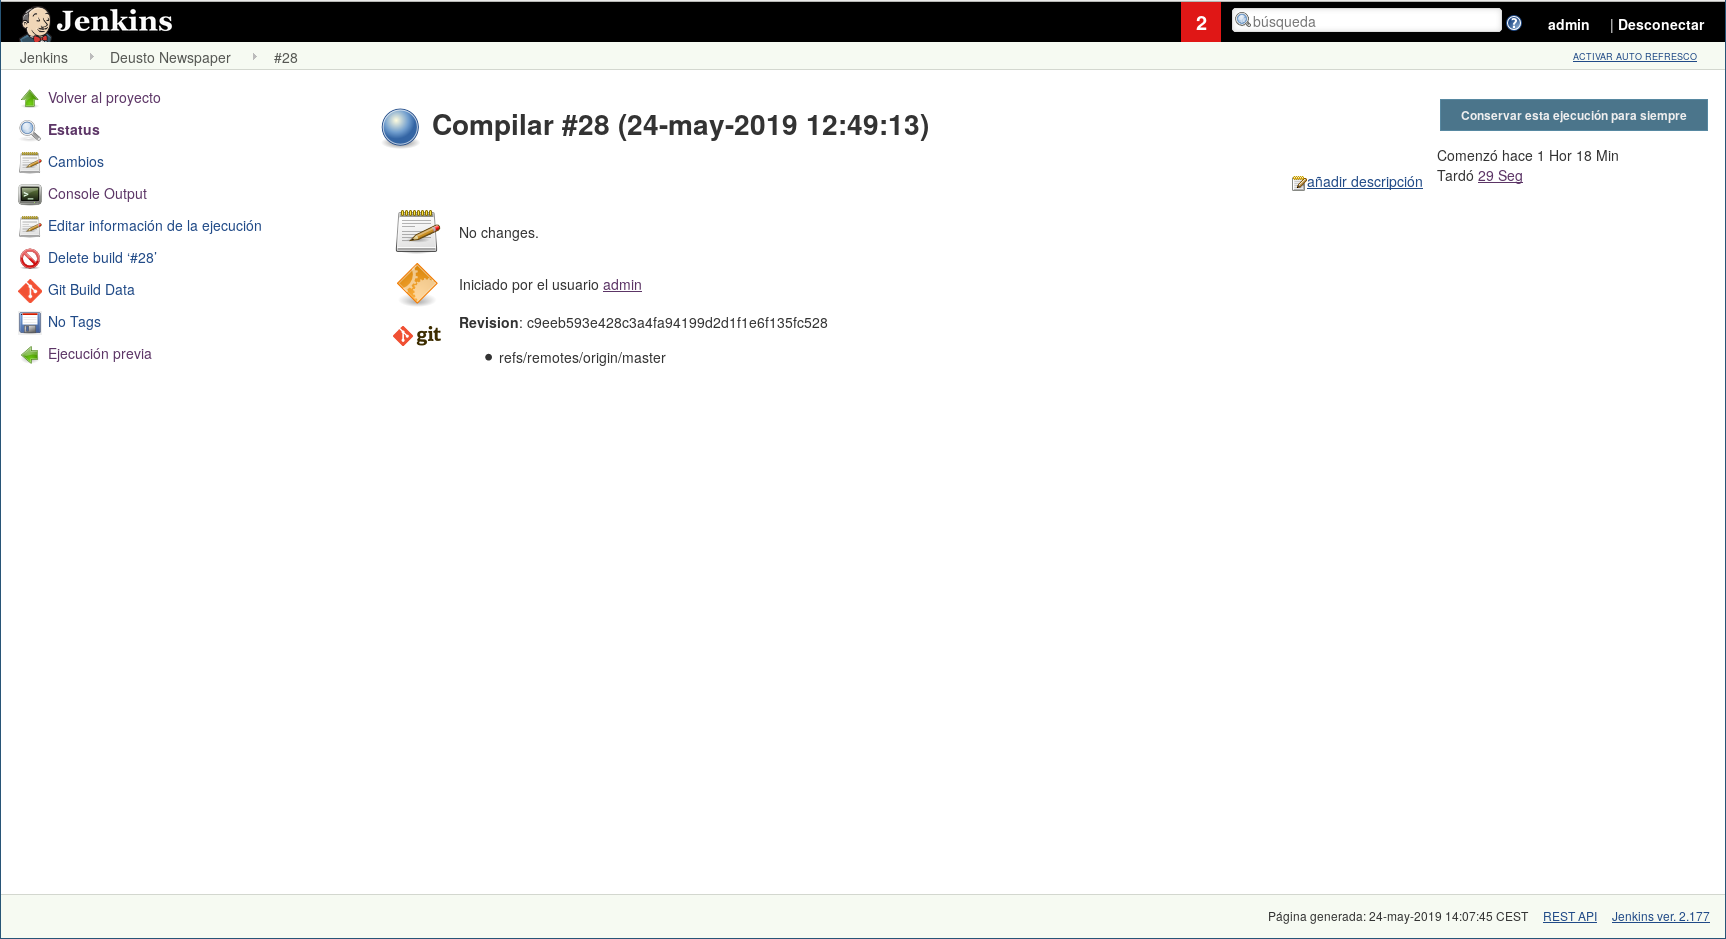 Jenkins
2
búsqueda
admin
| Desconectar
Jenkins
Deusto Newspaper
#28
ACTIVAR AUTO REFRESCO
Volver al proyecto
Estatus
Cambios
Console Output
Editar información de la ejecución
Delete build ‘#28’
Git Build Data
No Tags
Ejecución previa
Compilar #28 (24-may-2019 12:49:13)
Conservar esta ejecución para siempre
Comenzó hace 1 Hor 18 Min
Tardó 29 Seg
añadir descripción
No changes.
Iniciado por el usuario admin
git
Revision: c9eeb593e428c3a4fa94199d2d1f1e6f135fc528
refs/remotes/origin/master
Página generada: 24-may-2019 14:07:45 CEST
REST API
Jenkins ver. 2.177